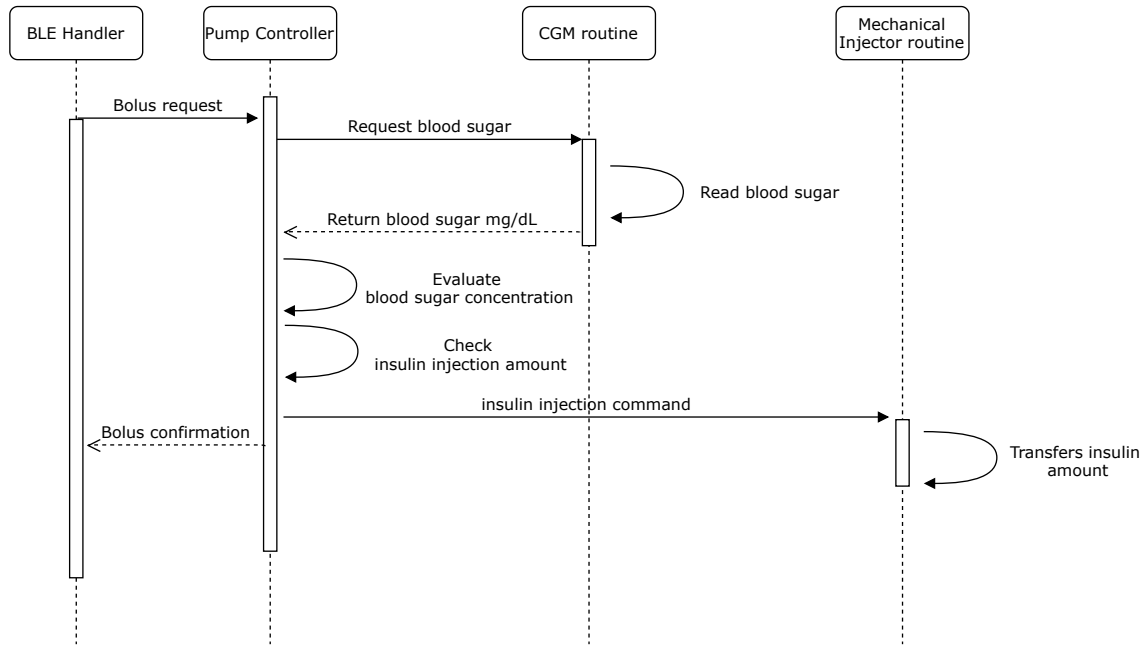 BLE Handler
Pump Controller
CGM routine
Mechanical
Injector routine
Bolus request
Request blood sugar
Read blood sugar
Return blood sugar mg/dL
Evaluate
blood sugar concentration
Check
insulin injection amount
insulin injection command
Bolus confirmation
Transfers insulin
amount